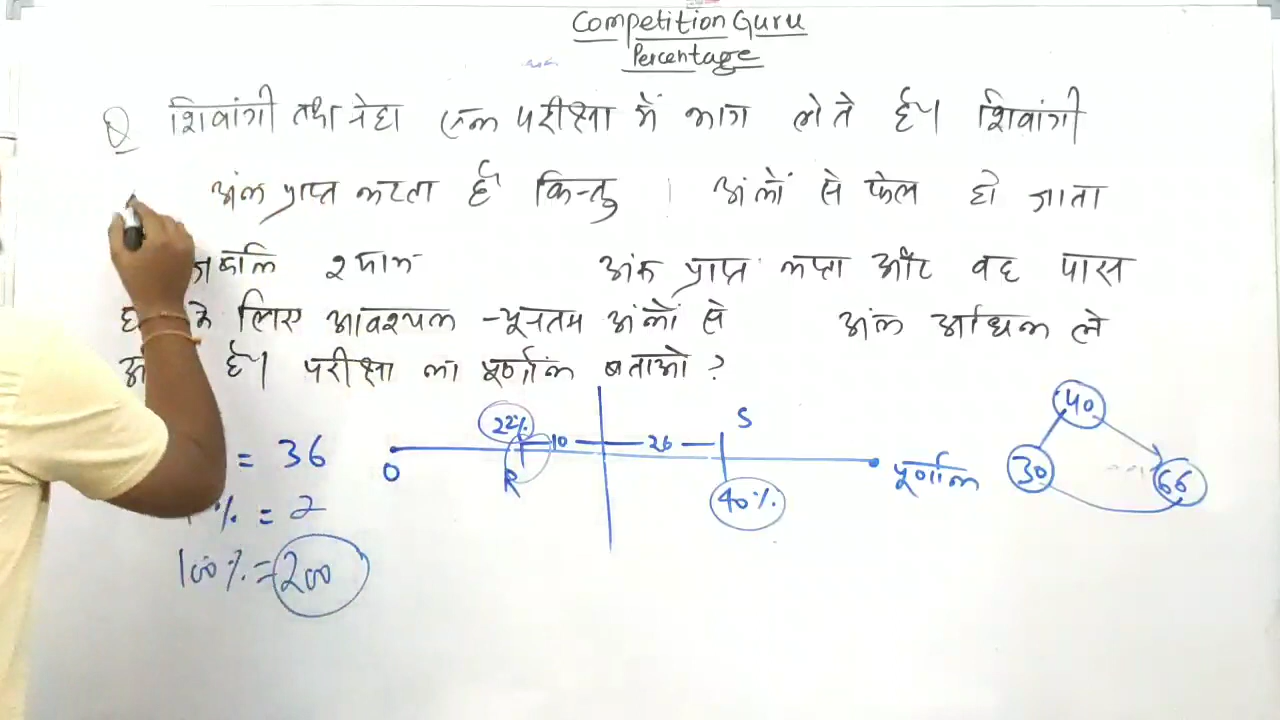 Competition Guru
Percentage
Q शिवांगी तथा नेहा एक परीक्षा में भाग लेते है। शिवांगी
अंक प्राप्त करता है किन्तु अंकों से फेल हो जाता
जबकि श्याम अंक प्राप्त करता और वह पास
के लिए आवश्यक न्यूनतम अंकों से अंक अधिक ले
है। परीक्षा का पूर्णांक बताओ ?
= 36
% = 2
100% = 200
0
22%
R
10
26
S
40%
पूर्णांक
40
30
66